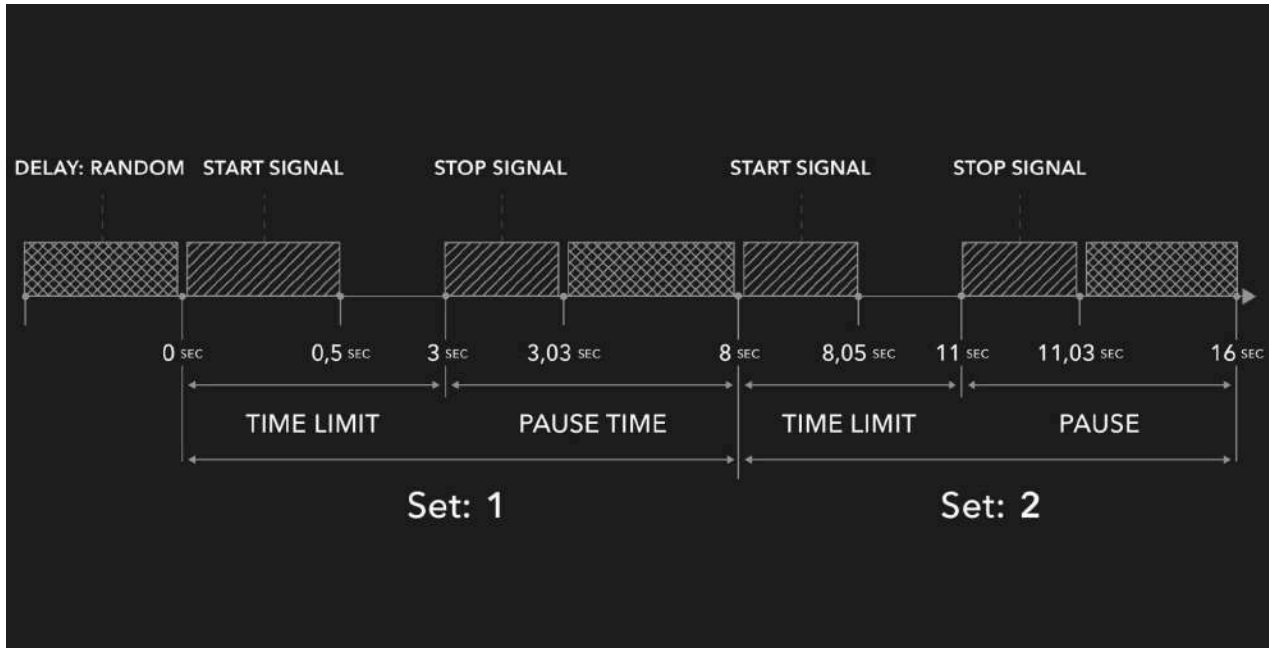 DELAY: RANDOM START SIGNAL STOP SIGNAL START SIGNAL STOP SIGNAL
0 SEC 0,5 SEC 3 SEC 3,03 SEC 8 SEC 8,05 SEC 11 SEC 11,03 SEC 16 SEC
TIME LIMIT PAUSE TIME TIME LIMIT PAUSE
Set: 1 Set: 2